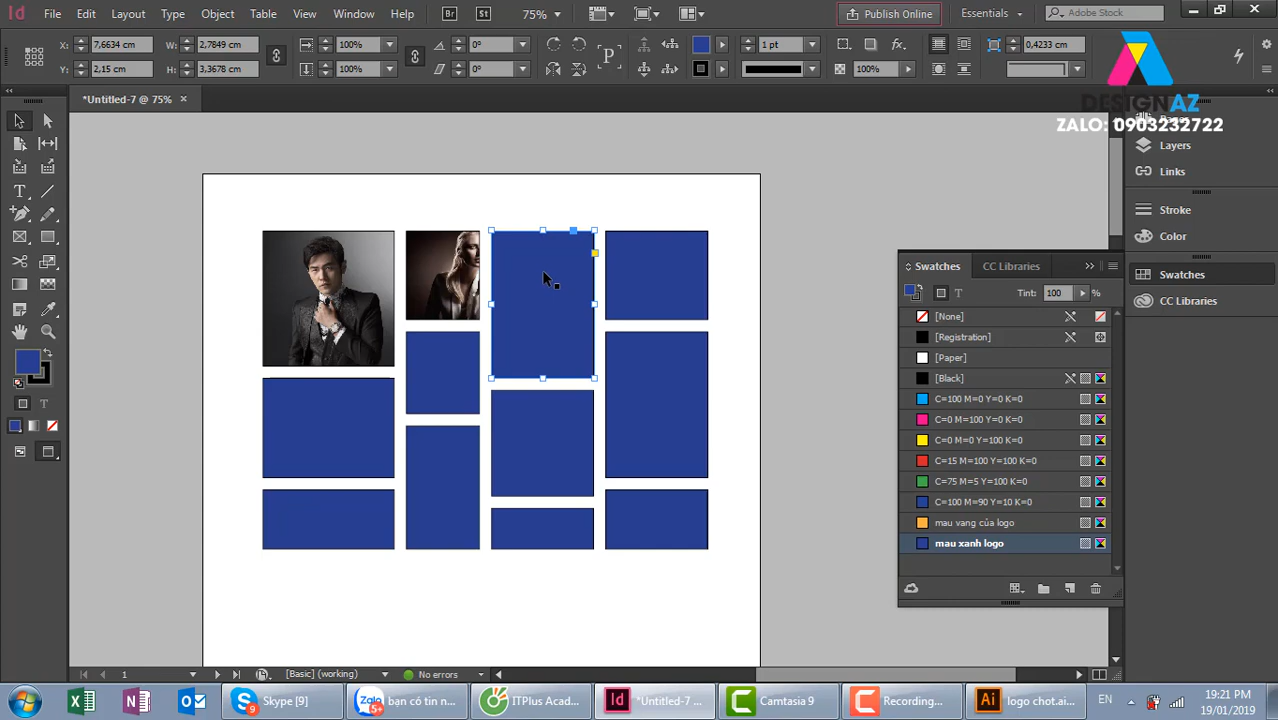 Id File Edit Layout Type Object Table View Window Help Br St 75% Publish Online Essentials Adobe Stock
X: 7,6634 cm W: 2,7849 cm 100% 0° P 1 pt fx. 0,4233 cm
Y: 2,15 cm H: 3,3678 cm 100% 0° 100%
*Untitled-7 @ 75% ×
DESIGNAZ
ZALO: 0903232722
Layers
Links
Stroke
Color
Swatches
CC Libraries
Swatches CC Libraries
T Tint: 100 %
[None]
[Registration]
[Paper]
[Black]
C=100 M=0 Y=0 K=0
C=0 M=100 Y=0 K=0
C=0 M=0 Y=100 K=0
C=15 M=100 Y=100 K=0
C=75 M=5 Y=100 K=0
C=100 M=90 Y=10 K=0
mau vang của logo
mau xanh logo
1 [Basic] (working) No errors
Skype [9] bạn có tin n... ITPlus Acad... *Untitled-7 ... Camtasia 9 Recording... logo chot.ai... EN 19:21 PM
19/01/2019